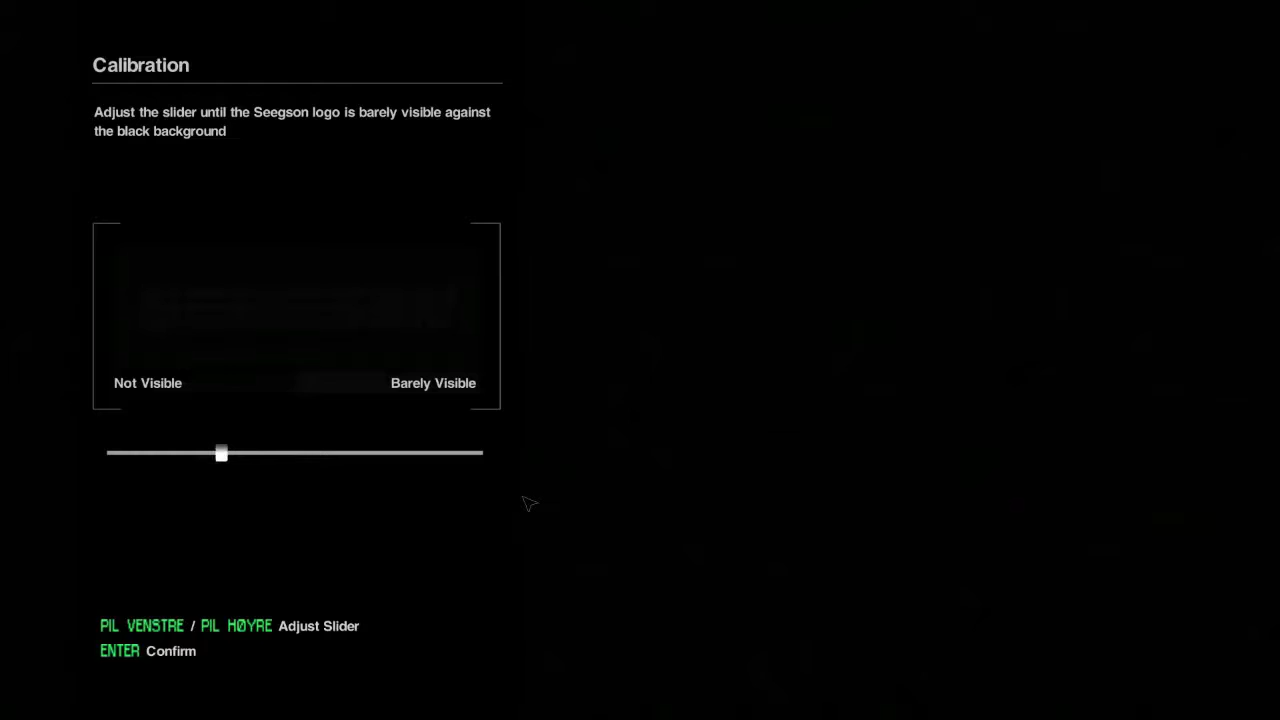 Calibration
Adjust the slider until the Seegson logo is barely visible against
the black background
Not Visible
Barely Visible
PIL VENSTRE / PIL HØYRE Adjust Slider
ENTER Confirm